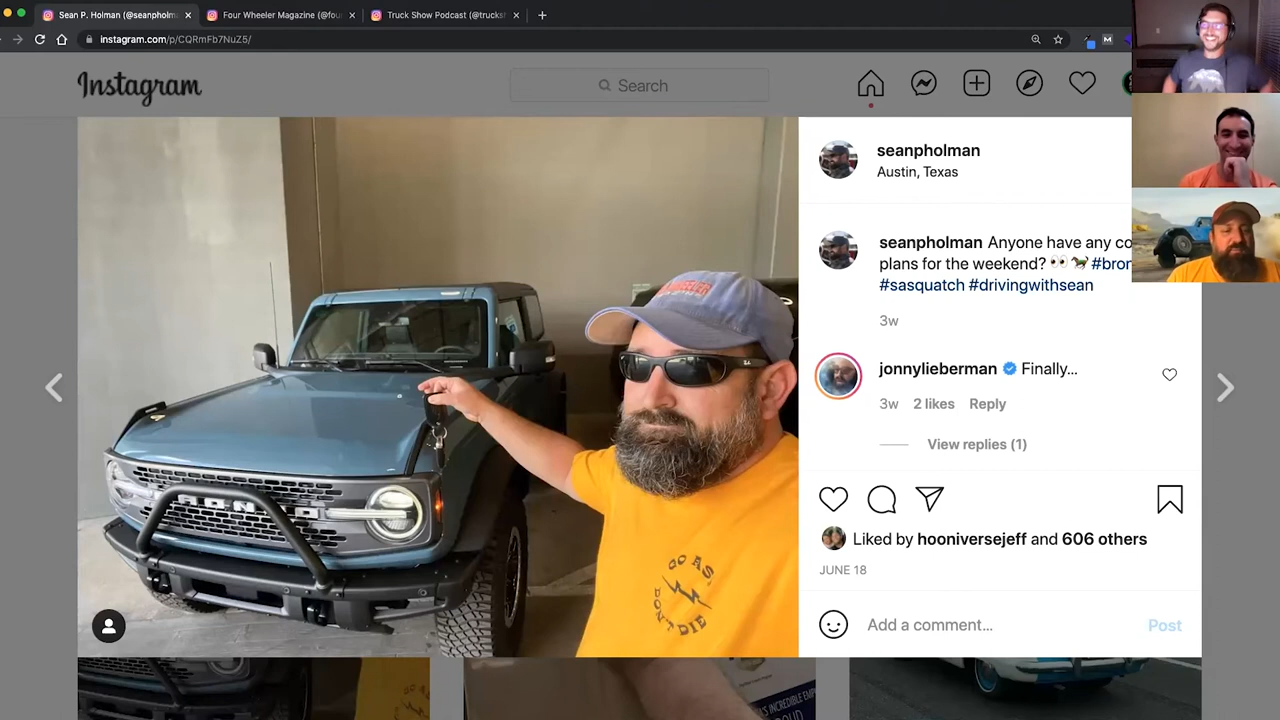 Sean P. Holman (@seanpholm
Four Wheeler Magazine (@fou
Truck Show Podcast (@trucks
instagram.com/p/CQRmFb7NuZ5/
Instagram
Search
seanpholman
Austin, Texas
seanpholman Anyone have any co
plans for the weekend? 👀 🐎 #bron
#sasquatch #drivingwithsean
3w
jonnylieberman Finally...
3w 2 likes Reply
View replies (1)
Liked by hooniversejeff and 606 others
JUNE 18
Add a comment...
Post
BRONCO
GO AS,
DON'T DIE